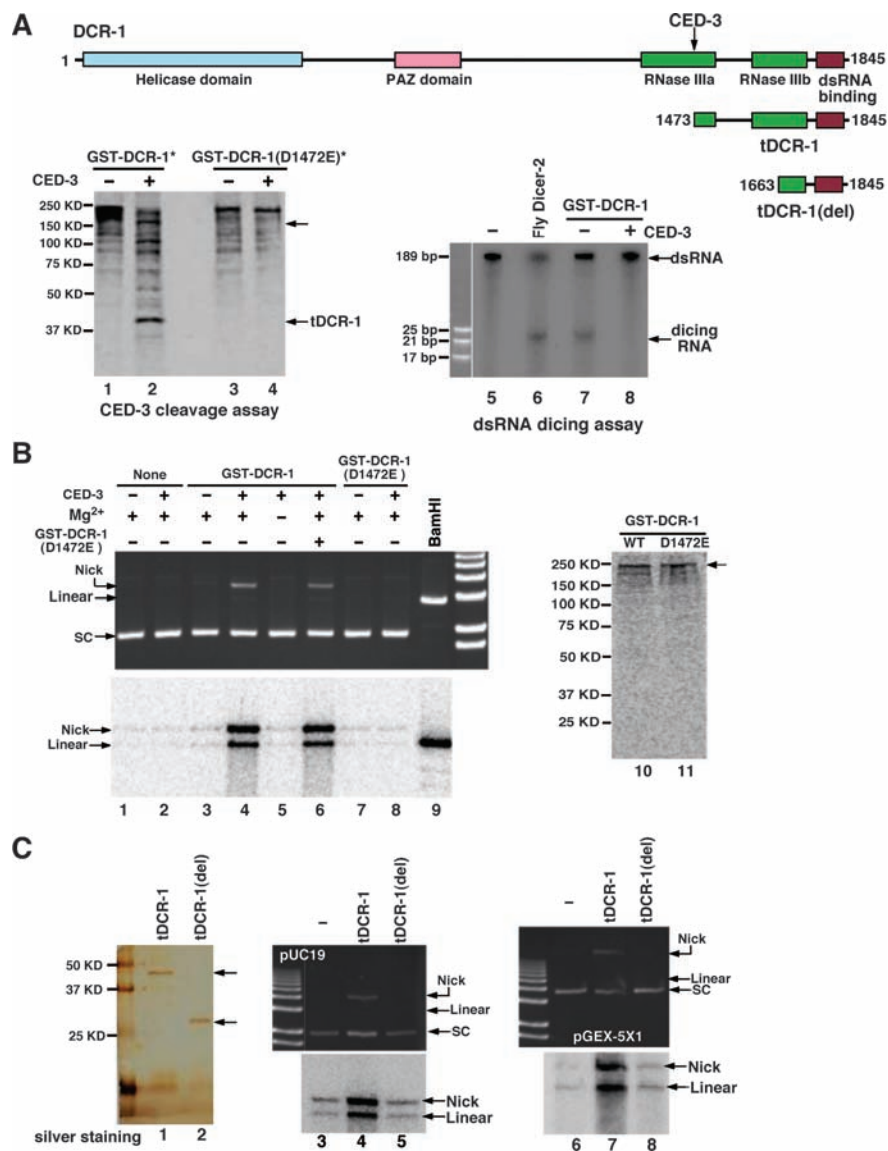 A
DCR-1
CED-3
1
1845
Helicase domain
PAZ domain
RNase IIIa
RNase IIIb
dsRNA
binding
1473
1845
tDCR-1
1663
1845
tDCR-1(del)
GST-DCR-1*
GST-DCR-1(D1472E)*
CED-3
– + – +
250 KD
150 KD
100 KD
75 KD
50 KD
37 KD
tDCR-1
1 2 3 4
CED-3 cleavage assay
Fly Dicer-2
GST-DCR-1
– – + CED-3
189 bp
dsRNA
25 bp
21 bp
17 bp
dicing
RNA
5 6 7 8
dsRNA dicing assay
B
None
GST-DCR-1
GST-DCR-1
(D1472E)
CED-3 – + – + + + – +
Mg2+ + + + + – + + +
GST-DCR-1
(D1472E)
– – – – – + – –
BamHI
Nick
Linear
SC
Nick
Linear
1 2 3 4 5 6 7 8 9
GST-DCR-1
WT D1472E
250 KD
150 KD
100 KD
75 KD
50 KD
37 KD
25 KD
10 11
C
tDCR-1
tDCR-1(del)
50 KD
37 KD
25 KD
silver staining 1 2
–
tDCR-1
tDCR-1(del)
pUC19
Nick
Linear
SC
Nick
Linear
3 4 5
–
tDCR-1
tDCR-1(del)
Nick
Linear
SC
pGEX-5X1
Nick
Linear
6 7 8